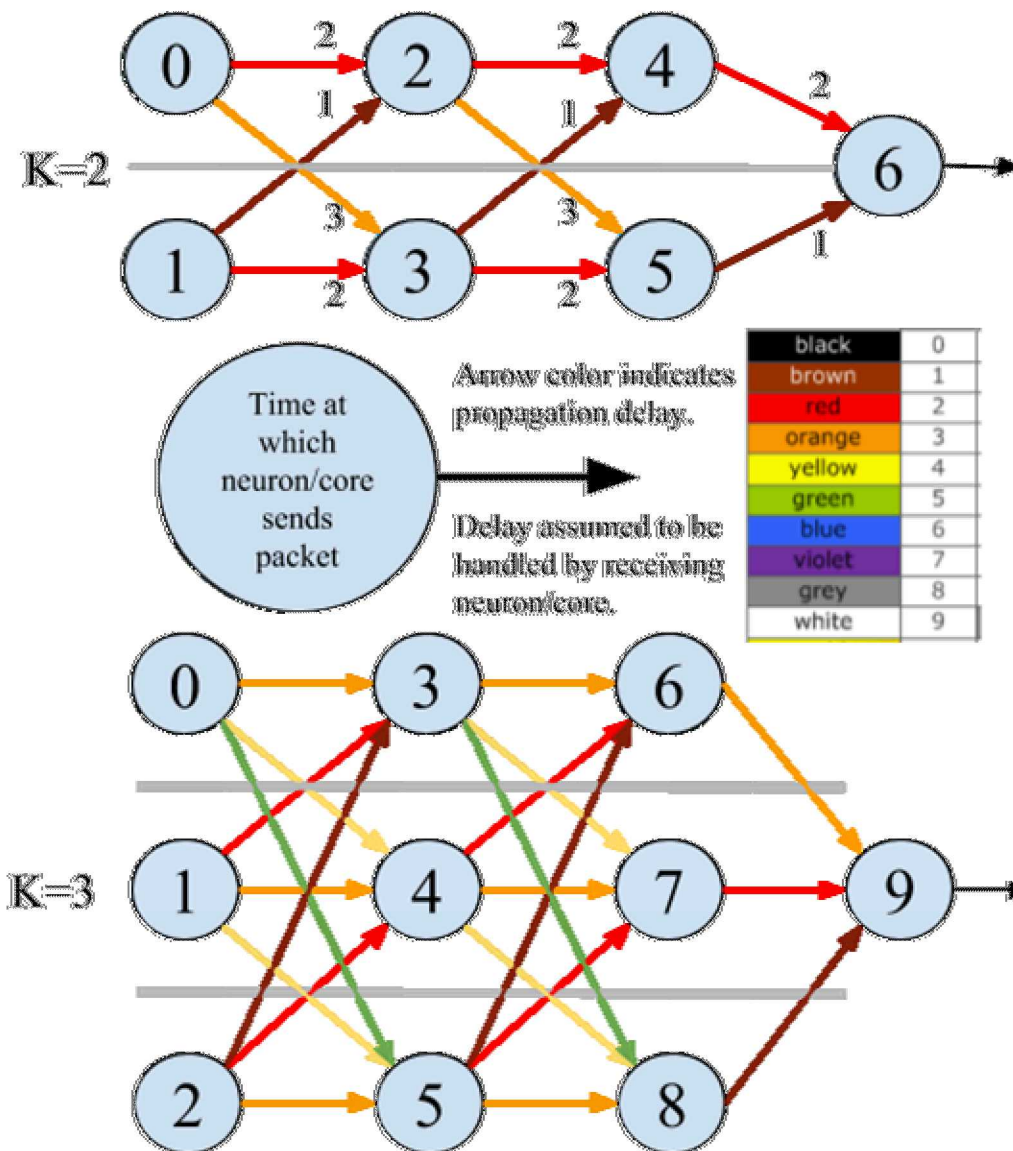 2
2
0
2
4
2
1
1
K=2
6
3
3
1
1
3
5
2
2
black 0
brown 1
red 2
orange 3
yellow 4
green 5
blue 6
violet 7
grey 8
white 9
Time at
which
neuron/core
sends
packet
Arrow color indicates
propagation delay.
Delay assumed to be
handled by receiving
neuron/core.
0
3
6
K=3
1
4
7
9
2
5
8